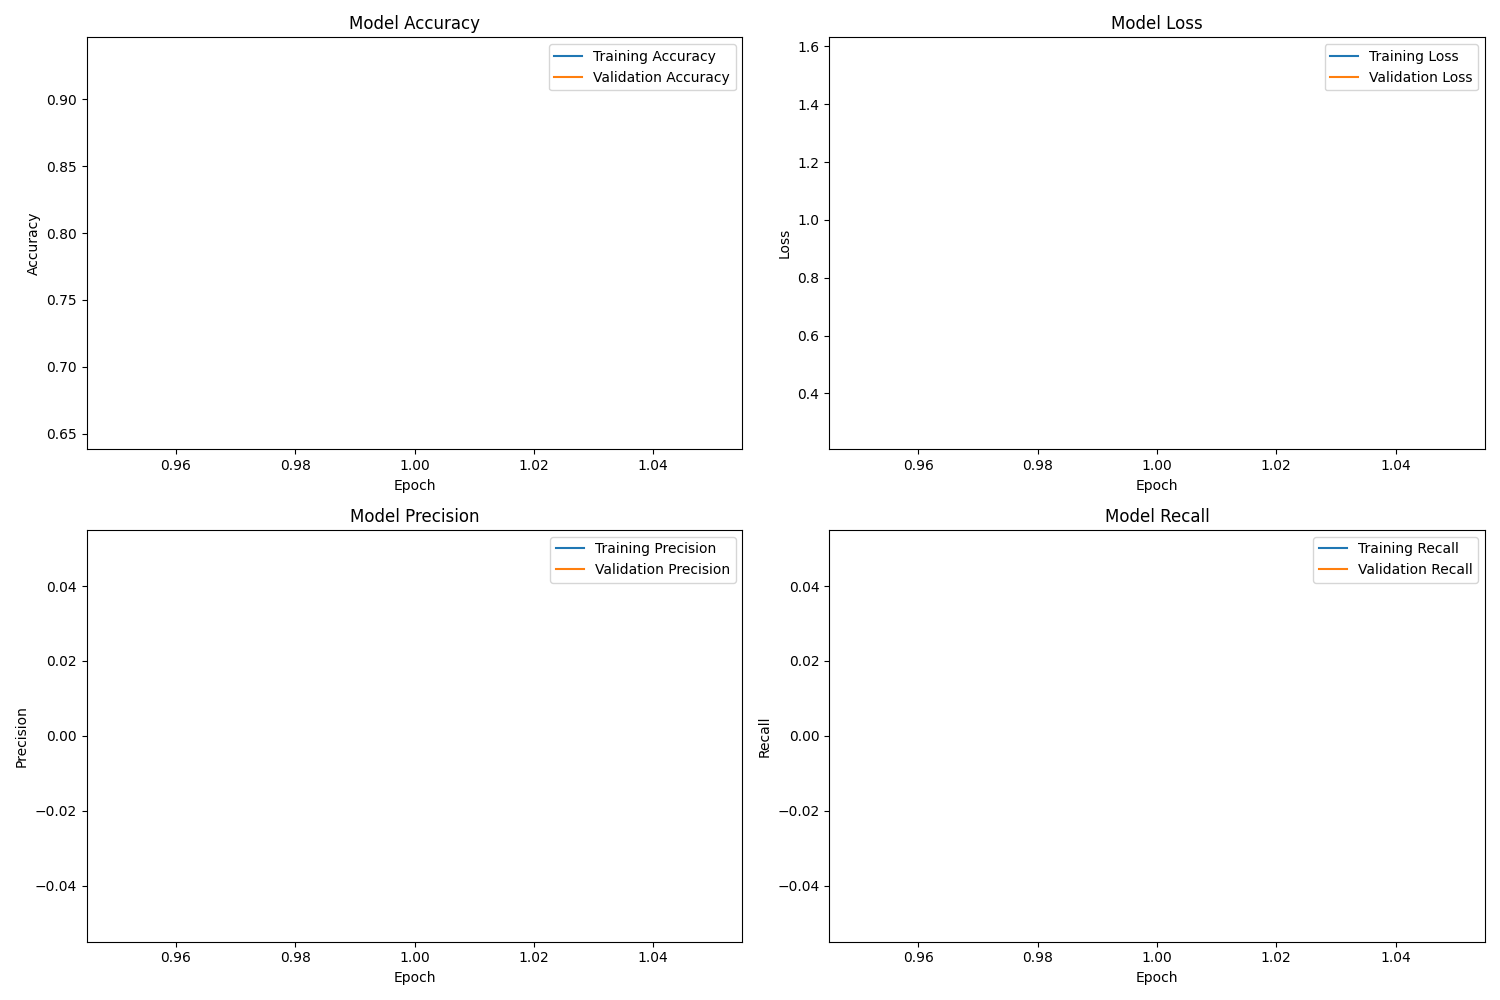 Model Accuracy
Training Accuracy
Validation Accuracy
0.90
0.85
0.80
0.75
0.70
0.65
Accuracy
0.96 0.98 1.00 1.02 1.04
Epoch
Model Loss
Training Loss
Validation Loss
1.6
1.4
1.2
1.0
0.8
0.6
0.4
Loss
0.96 0.98 1.00 1.02 1.04
Epoch
Model Precision
Training Precision
Validation Precision
0.04
0.02
0.00
−0.02
−0.04
Precision
0.96 0.98 1.00 1.02 1.04
Epoch
Model Recall
Training Recall
Validation Recall
0.04
0.02
0.00
−0.02
−0.04
Recall
0.96 0.98 1.00 1.02 1.04
Epoch